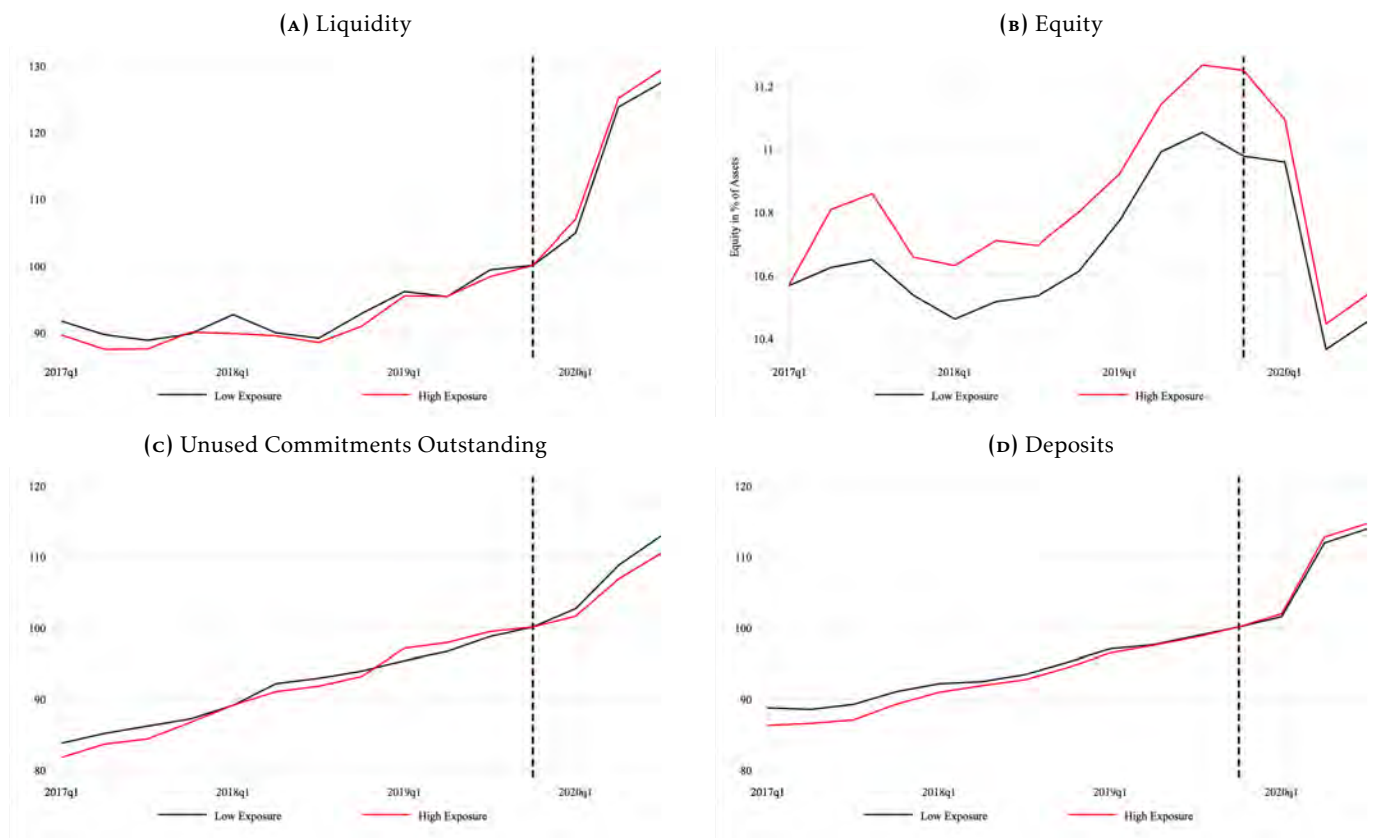 (A) Liquidity
130
120
110
100
90
2017q1 2018q1 2019q1 2020q1
Low Exposure High Exposure
(B) Equity
Equity in % of Assets
11.2
11
10.8
10.6
10.4
2017q1 2018q1 2019q1 2020q1
Low Exposure High Exposure
(C) Unused Commitments Outstanding
120
110
100
90
80
2017q1 2018q1 2019q1 2020q1
Low Exposure High Exposure
(D) Deposits
120
110
100
90
80
2017q1 2018q1 2019q1 2020q1
Low Exposure High Exposure